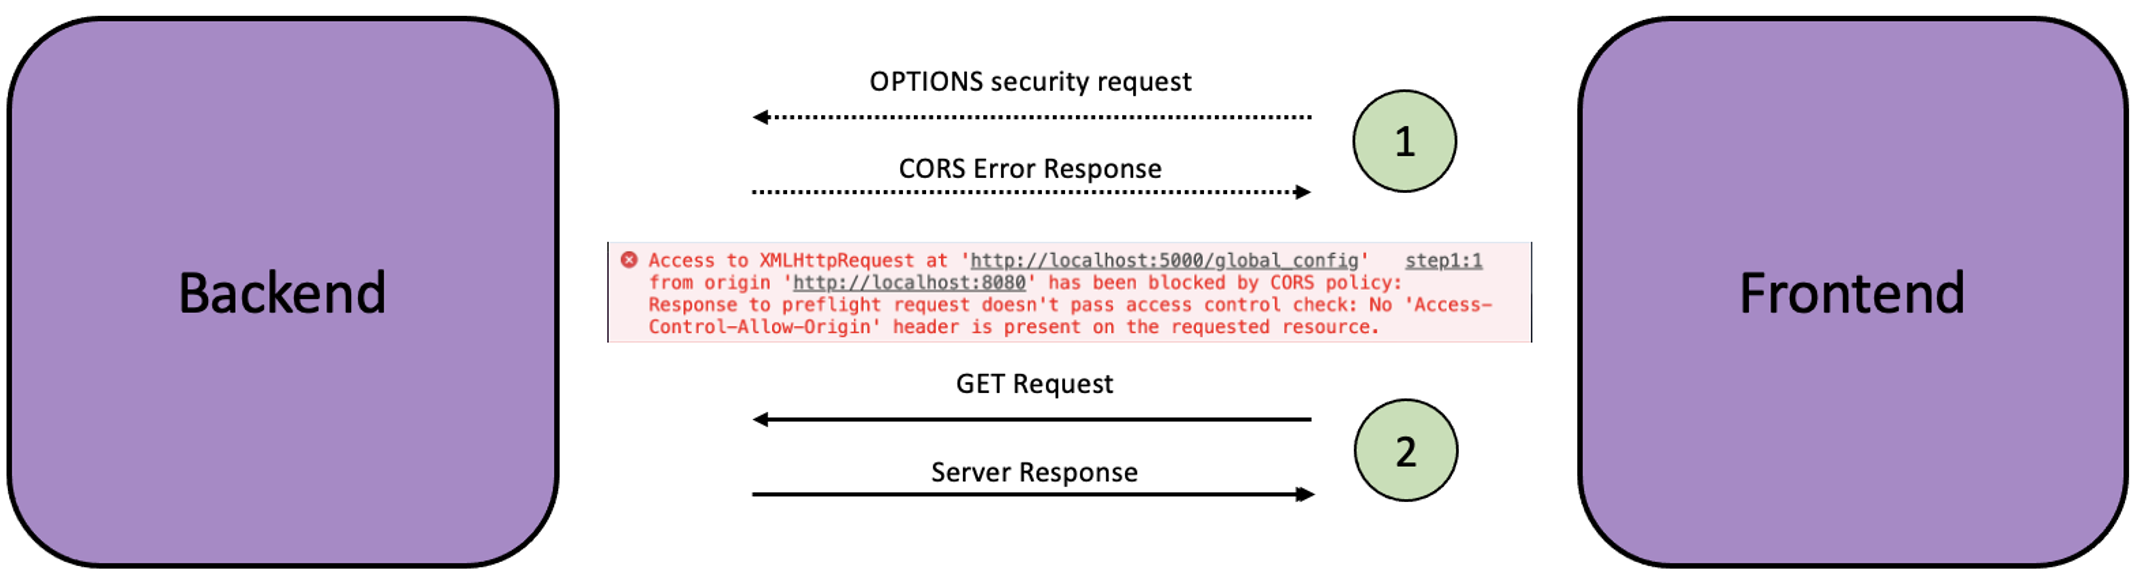 OPTIONS security request
1
CORS Error Response
Backend
Access to XMLHttpRequest at 'http://localhost:5000/global_config' step1:1
from origin 'http://localhost:8080' has been blocked by CORS policy:
Response to preflight request doesn't pass access control check: No 'Access-
Control-Allow-Origin' header is present on the requested resource.
Frontend
GET Request
2
Server Response